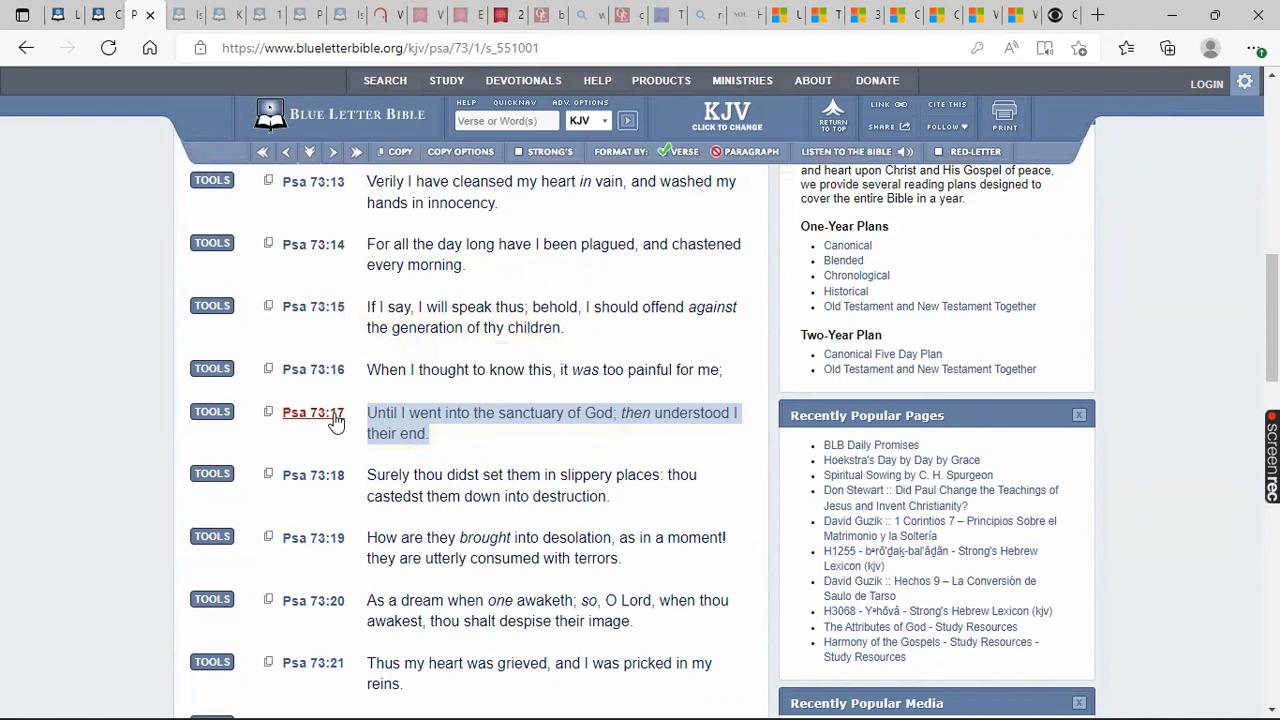 https://www.blueletterbible.org/kjv/psa/73/1/s_551001
SEARCH STUDY DEVOTIONALS HELP PRODUCTS MINISTRIES ABOUT DONATE
LOGIN
BLUE LETTER BIBLE
HELP QUICKNAV ADV. OPTIONS
Verse or Word(s)
KJV
KJV
CLICK TO CHANGE
RETURN
TO TOP
LINK CITE THIS
SHARE FOLLOW
PRINT
COPY COPY OPTIONS STRONG'S FORMAT BY: VERSE PARAGRAPH LISTEN TO THE BIBLE RED-LETTER
TOOLS Psa 73:13 Verily I have cleansed my heart in vain, and washed my
hands in innocency.
TOOLS Psa 73:14 For all the day long have I been plagued, and chastened
every morning.
TOOLS Psa 73:15 If I say, I will speak thus; behold, I should offend against
the generation of thy children.
TOOLS Psa 73:16 When I thought to know this, it was too painful for me;
TOOLS Psa 73:17 Until I went into the sanctuary of God; then understood I
their end.
TOOLS Psa 73:18 Surely thou didst set them in slippery places: thou
castedst them down into destruction.
TOOLS Psa 73:19 How are they brought into desolation, as in a moment!
they are utterly consumed with terrors.
TOOLS Psa 73:20 As a dream when one awaketh; so, O Lord, when thou
awakest, thou shalt despise their image.
TOOLS Psa 73:21 Thus my heart was grieved, and I was pricked in my
reins.
and heart upon Christ and His Gospel of peace,
we provide several reading plans designed to
cover the entire Bible in a year.
One-Year Plans
Canonical
Blended
Chronological
Historical
Old Testament and New Testament Together
Two-Year Plan
Canonical Five Day Plan
Old Testament and New Testament Together
Recently Popular Pages
BLB Daily Promises
Hoekstra's Day by Day by Grace
Spiritual Sowing by C. H. Spurgeon
Don Stewart :: Did Paul Change the Teachings of
Jesus and Invent Christianity?
David Guzik :: 1 Corintios 7 – Principios Sobre el
Matrimonio y la Soltería
H1255 - bᵊrō'ḏaḵ-bal'ăḏān - Strong's Hebrew
Lexicon (kjv)
David Guzik :: Hechos 9 – La Conversión de
Saulo de Tarso
H3068 - Yᵊhōvâ - Strong's Hebrew Lexicon (kjv)
The Attributes of God - Study Resources
Harmony of the Gospels - Study Resources -
Study Resources
Recently Popular Media
screenrec